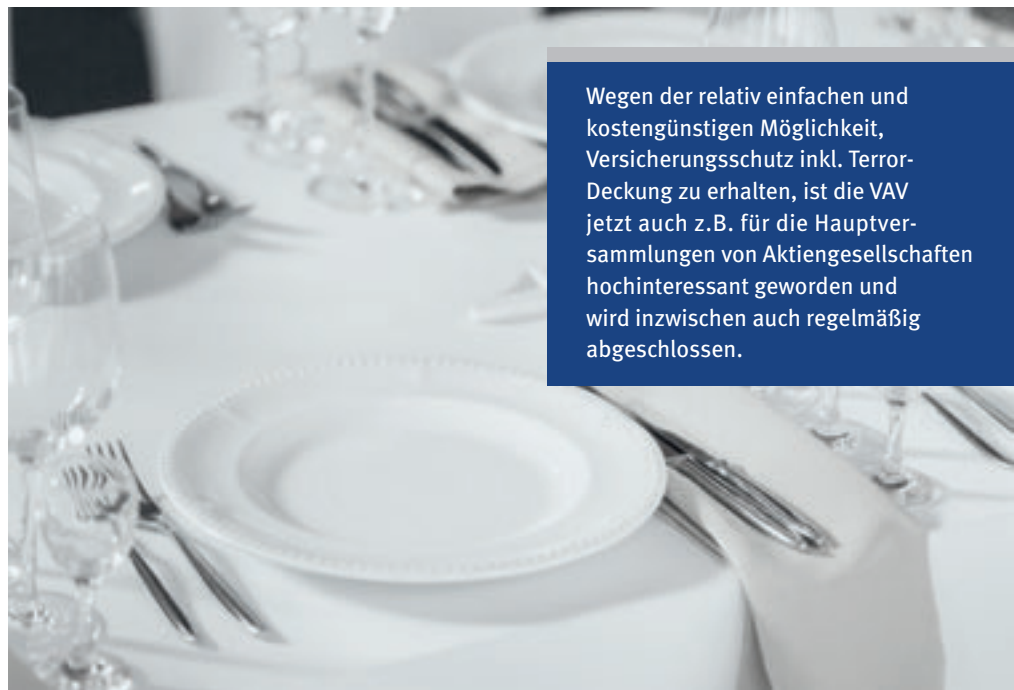 Wegen der relativ einfachen und
kostengünstigen Möglichkeit,
Versicherungsschutz inkl. Terror-
Deckung zu erhalten, ist die VAV
jetzt auch z.B. für die Hauptver-
sammlungen von Aktiengesellschaften
hochinteressant geworden und
wird inzwischen auch regelmäßig
abgeschlossen.